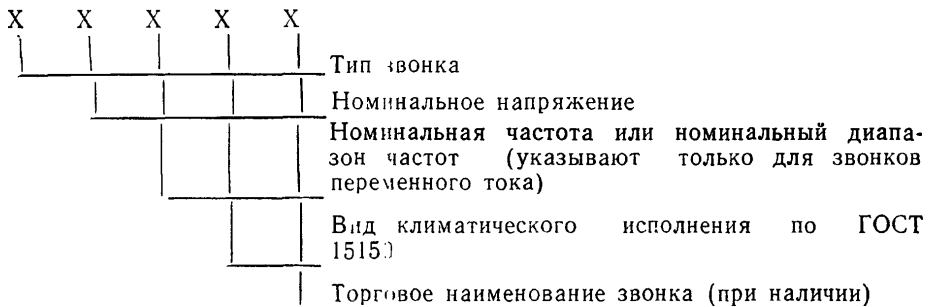 X X X X X
Тип звонка
Номинальное напряжение
Номинальная частота или номинальный диапа-
зон частот (указывают только для звонков
переменного тока)
Вид климатического исполнения по ГОСТ
15150
Торговое наименование звонка (при наличии)